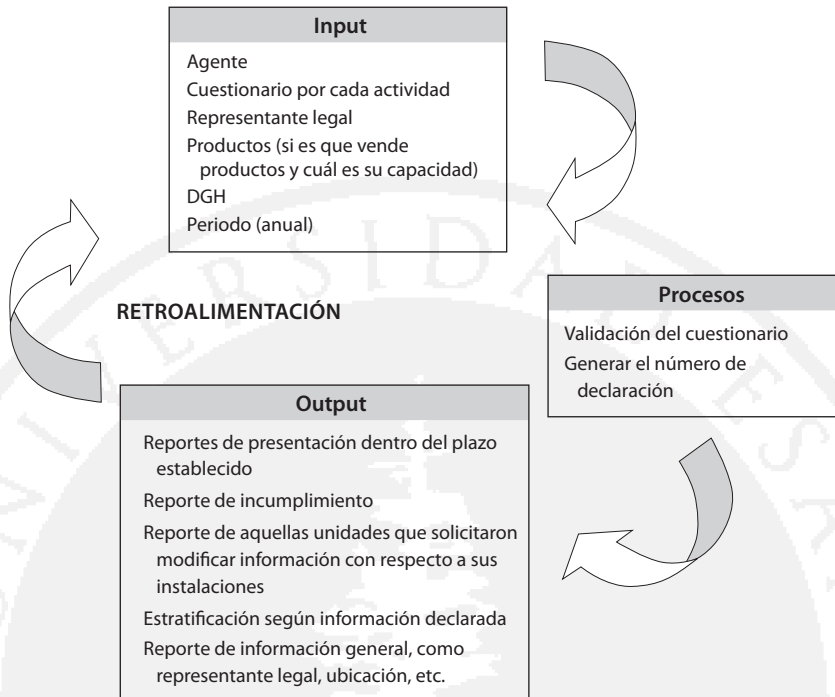 Input
Agente
Cuestionario por cada actividad
Representante legal
Productos (si es que vende
productos y cuál es su capacidad)
DGH
Periodo (anual)
RETROALIMENTACIÓN
Procesos
Validación del cuestionario
Generar el número de
declaración
Output
Reportes de presentación dentro del plazo
establecido
Reporte de incumplimiento
Reporte de aquellas unidades que solicitaron
modificar información con respecto a sus
instalaciones
Estratificación según información declarada
Reporte de información general, como
representante legal, ubicación, etc.